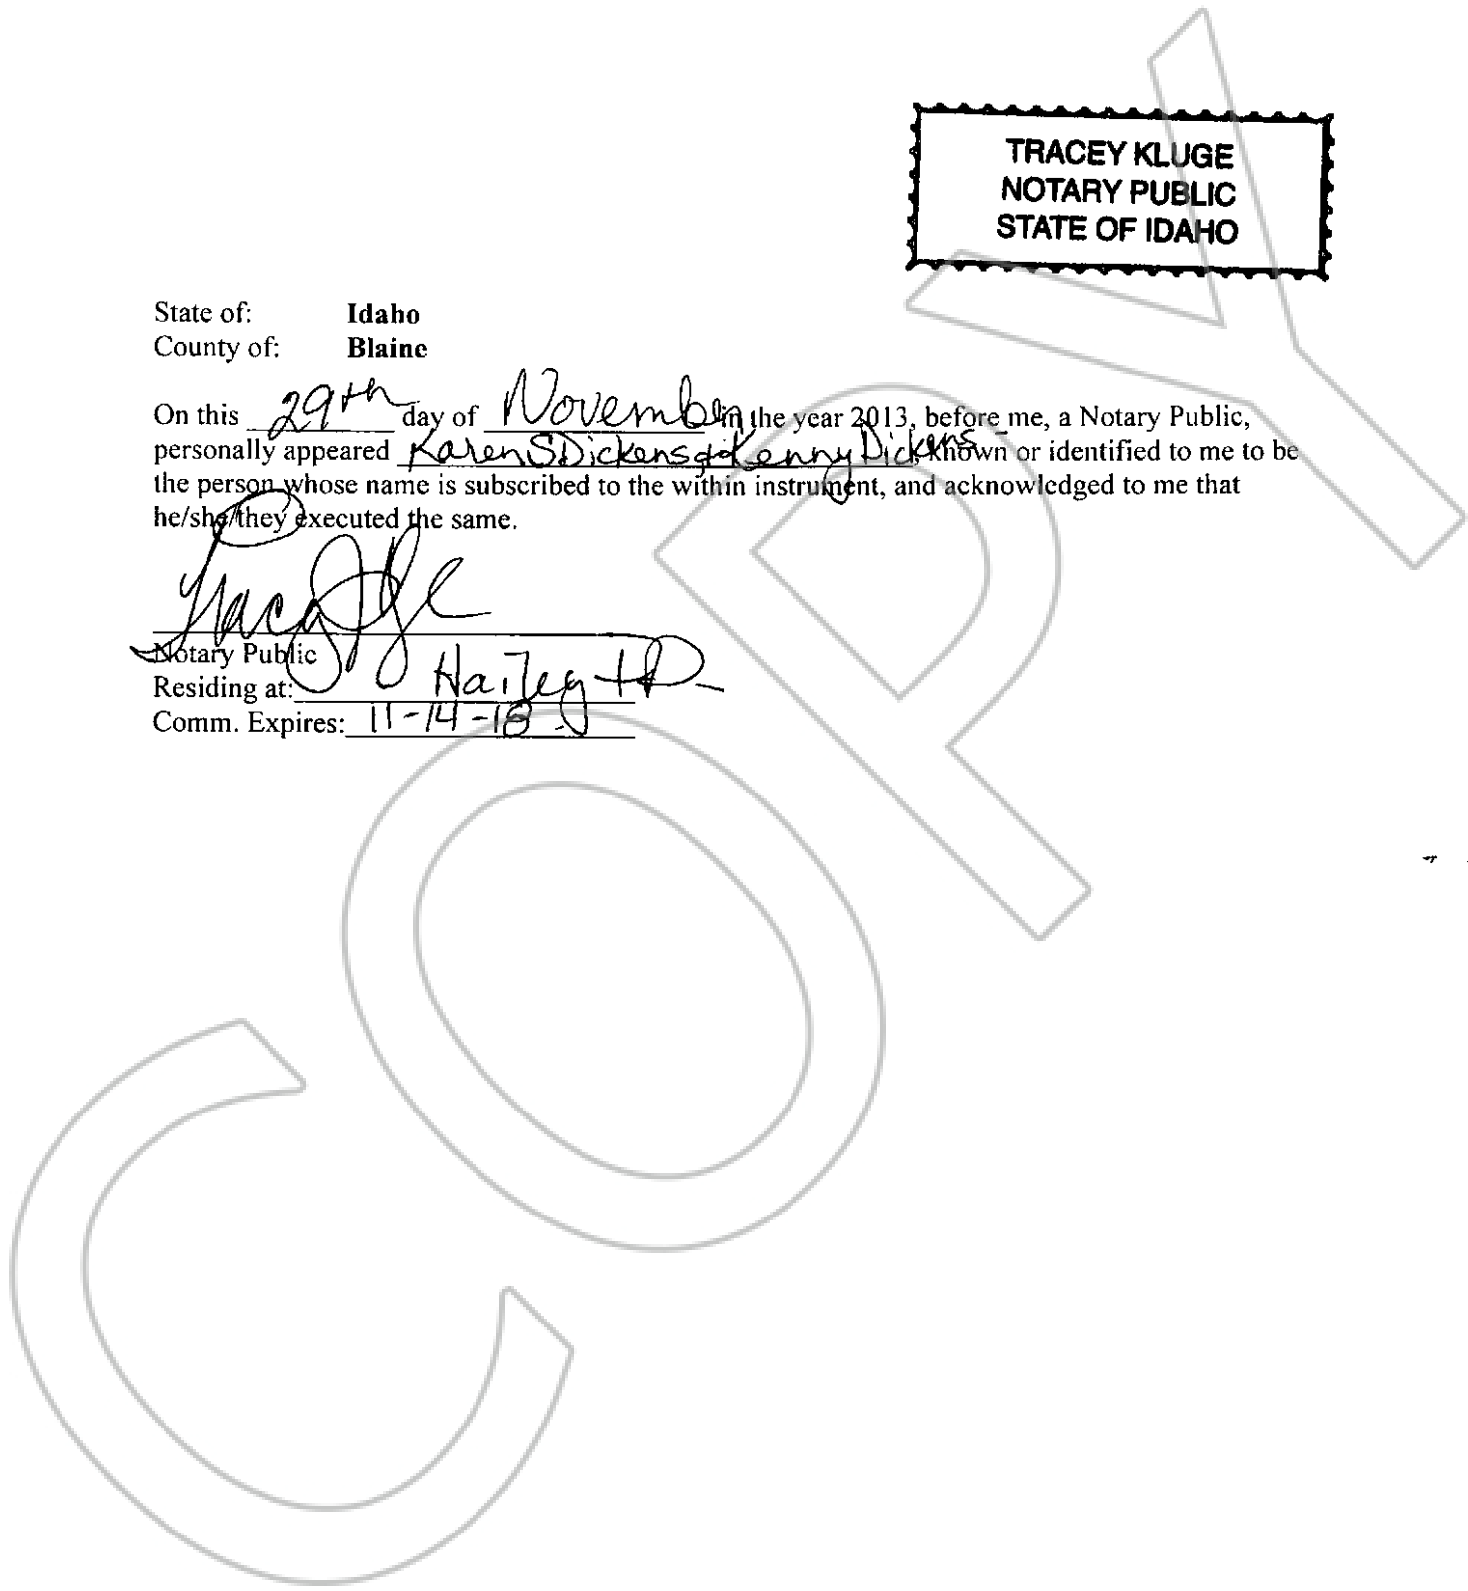 TRACEY KLUGE
NOTARY PUBLIC
STATE OF IDAHO
State of: Idaho
County of: Blaine
On this 29th day of November in the year 2013, before me, a Notary Public,
personally appeared Karen S Dickens & Kenny Dickens, known or identified to me to be
the person whose name is subscribed to the within instrument, and acknowledged to me that
he/she/they executed the same.
Notary Public
Residing at: Hailey ID
Comm. Expires: 11-14-18
COPY